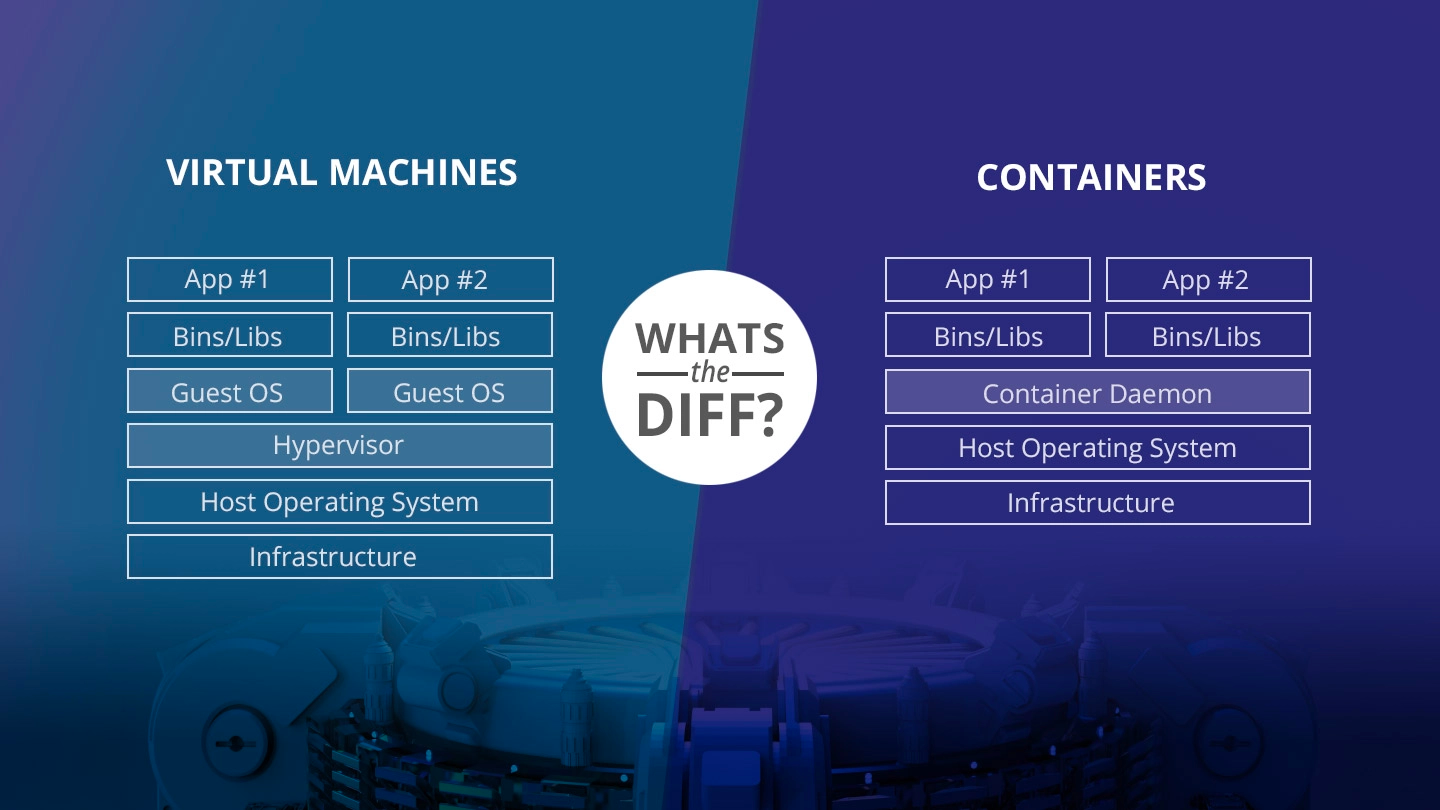 VIRTUAL MACHINES
App #1 App #2
Bins/Libs Bins/Libs
Guest OS Guest OS
Hypervisor
Host Operating System
Infrastructure
WHATS
the
DIFF?
CONTAINERS
App #1 App #2
Bins/Libs Bins/Libs
Container Daemon
Host Operating System
Infrastructure